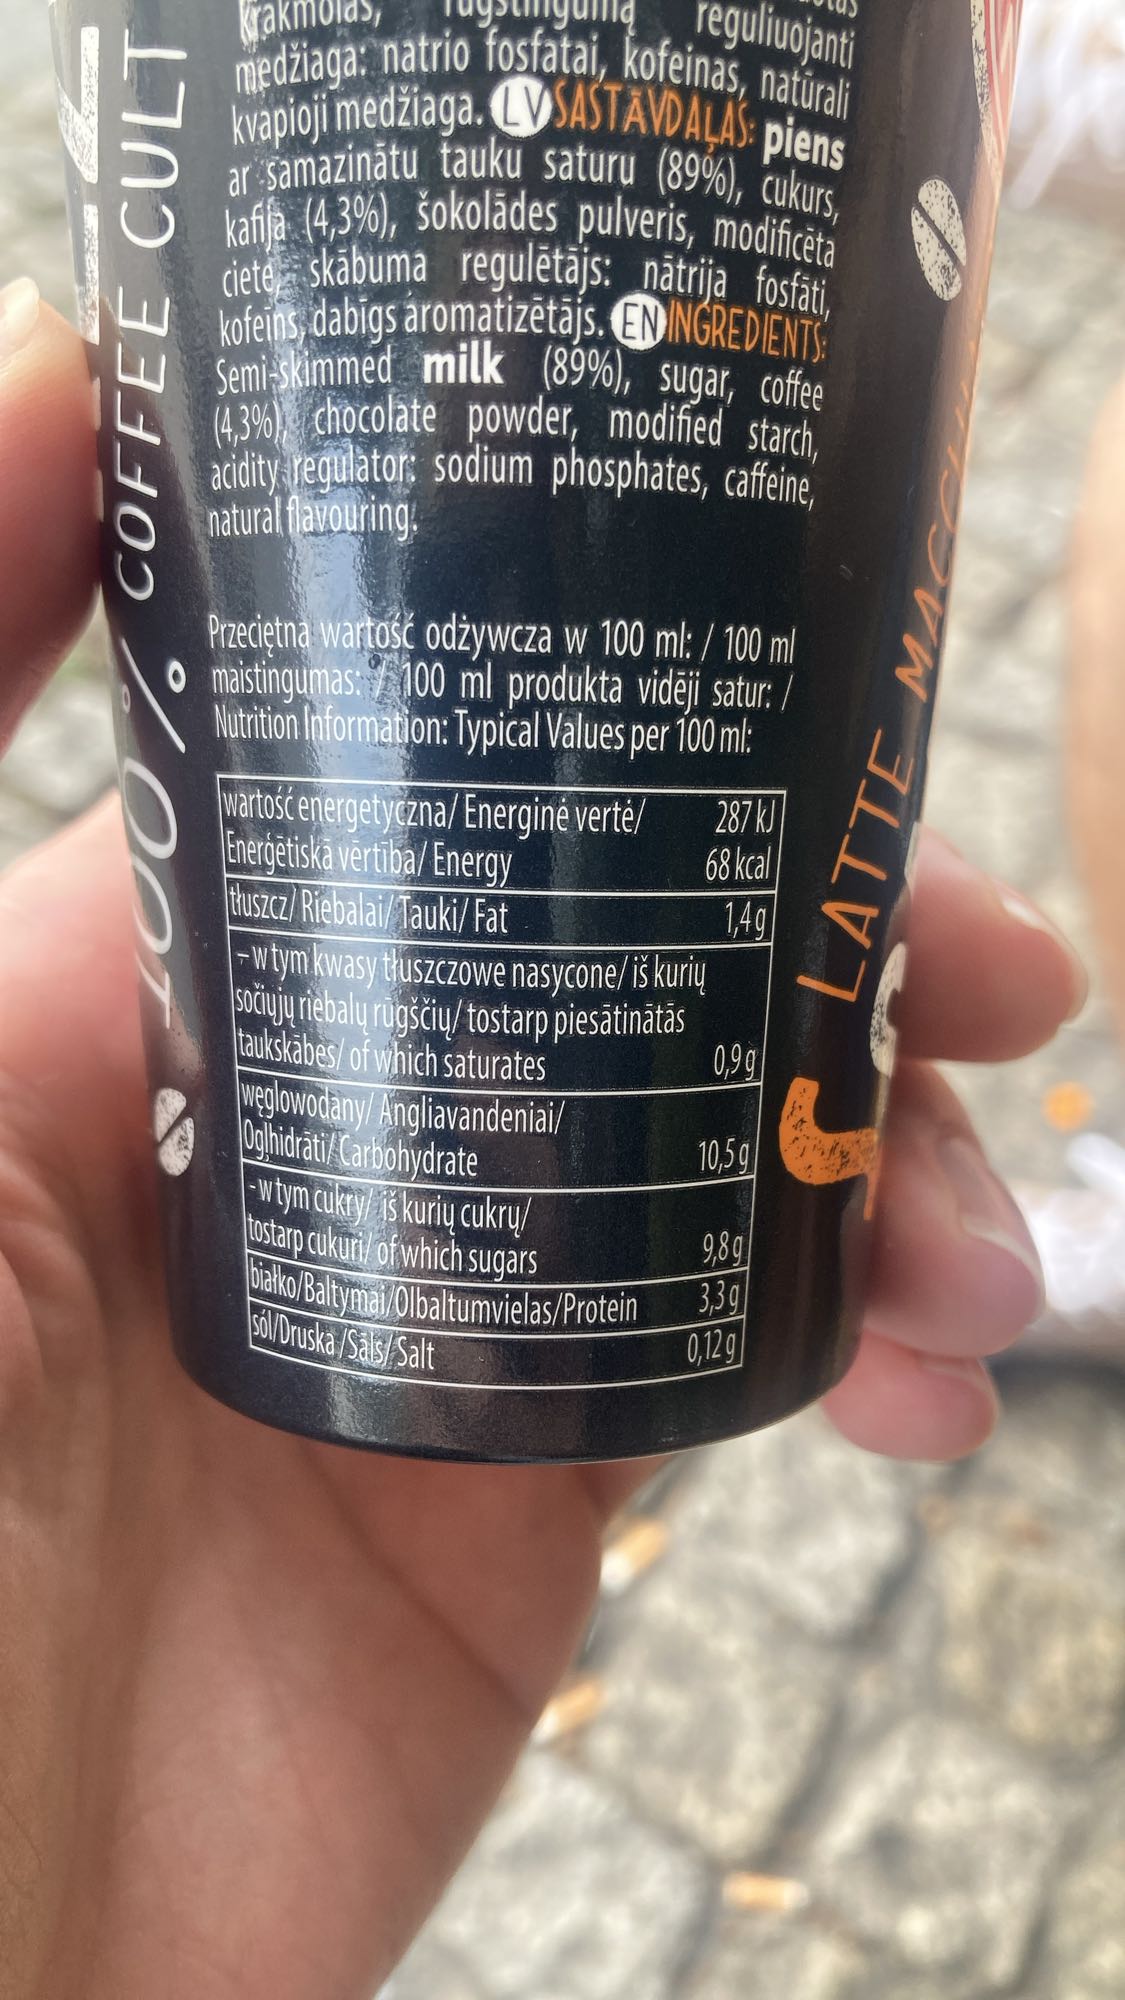 krakmolas, rūgštingumą reguliuojanti
medžiaga: natrio fosfatai, kofeinas, natūrali
kvapioji medžiaga. LV SASTĀVDAĻAS: piens
ar samazinātu tauku saturu (89%), cukurs,
kafija (4,3%), šokolādes pulveris, modificēta
ciete, skābuma regulētājs: nātrija fosfāti,
kofeīns, dabīgs aromatizētājs. EN INGREDIENTS:
Semi-skimmed milk (89%), sugar, coffee
(4,3%), chocolate powder, modified starch,
acidity regulator: sodium phosphates, caffeine,
natural flavouring.
Przeciętna wartość odżywcza w 100 ml: / 100 ml
maistingumas: / 100 ml produkta vidēji satur: /
Nutrition Information: Typical Values per 100 ml:
wartość energetyczna/ Energinė vertė/ 287 kJ
Enerģētiskā vērtība/ Energy 68 kcal
tłuszcz/ Riebalai/ Tauki/ Fat 1,4 g
- w tym kwasy tłuszczowe nasycone/ iš kurių
sočiųjų riebalų rūgščių/ tostarp piesātinātās
taukskābes/ of which saturates 0,9 g
węglowodany/ Angliavandeniai/
Ogļhidrāti/ Carbohydrate 10,5 g
- w tym cukry/ iš kurių cukrų/
tostarp cukuri/ of which sugars 9,8 g
białko/Baltymai/Olbaltumvielas/Protein 3,3 g
sól/Druska /Sāls/ Salt 0,12 g
100% COFFEE CULT
LATTE